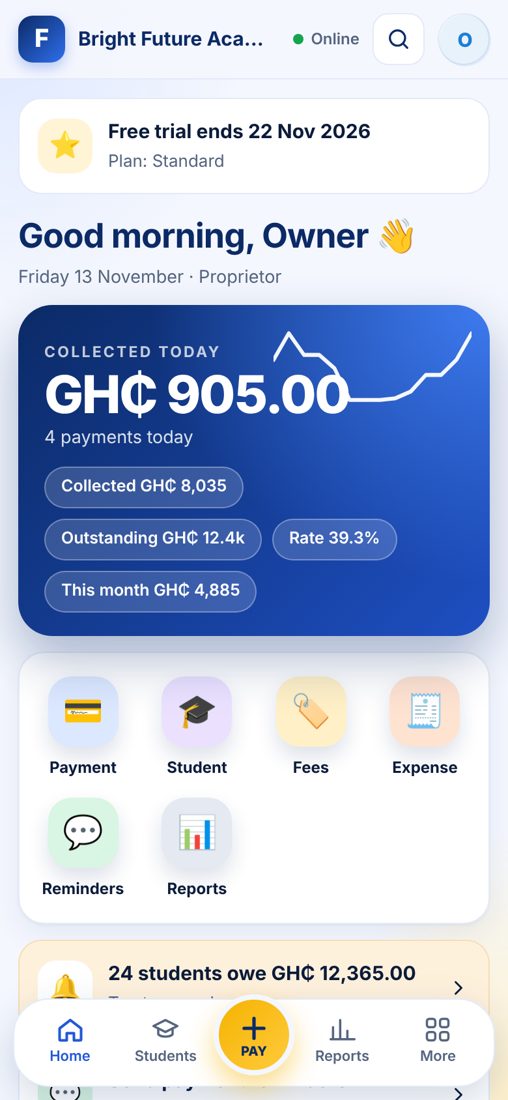 F
Bright Future Aca...
Online
O
Free trial ends 22 Nov 2026
Plan: Standard
Good morning, Owner 👋
Friday 13 November · Proprietor
COLLECTED TODAY
GH₵ 905.00
4 payments today
Collected GH₵ 8,035
Outstanding GH₵ 12.4k
Rate 39.3%
This month GH₵ 4,885
Payment
Student
Fees
Expense
Reminders
Reports
24 students owe GH₵ 12,365.00
Home
Students
PAY
Reports
More